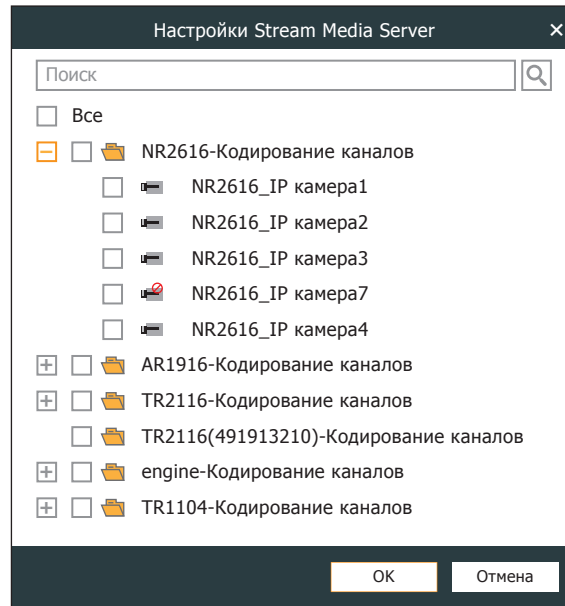 Настройки Stream Media Server
Поиск
Все
NR2616-Кодирование каналов
NR2616_IP камера1
NR2616_IP камера2
NR2616_IP камера3
NR2616_IP камера7
NR2616_IP камера4
AR1916-Кодирование каналов
TR2116-Кодирование каналов
TR2116(491913210)-Кодирование каналов
engine-Кодирование каналов
TR1104-Кодирование каналов
OK Отмена